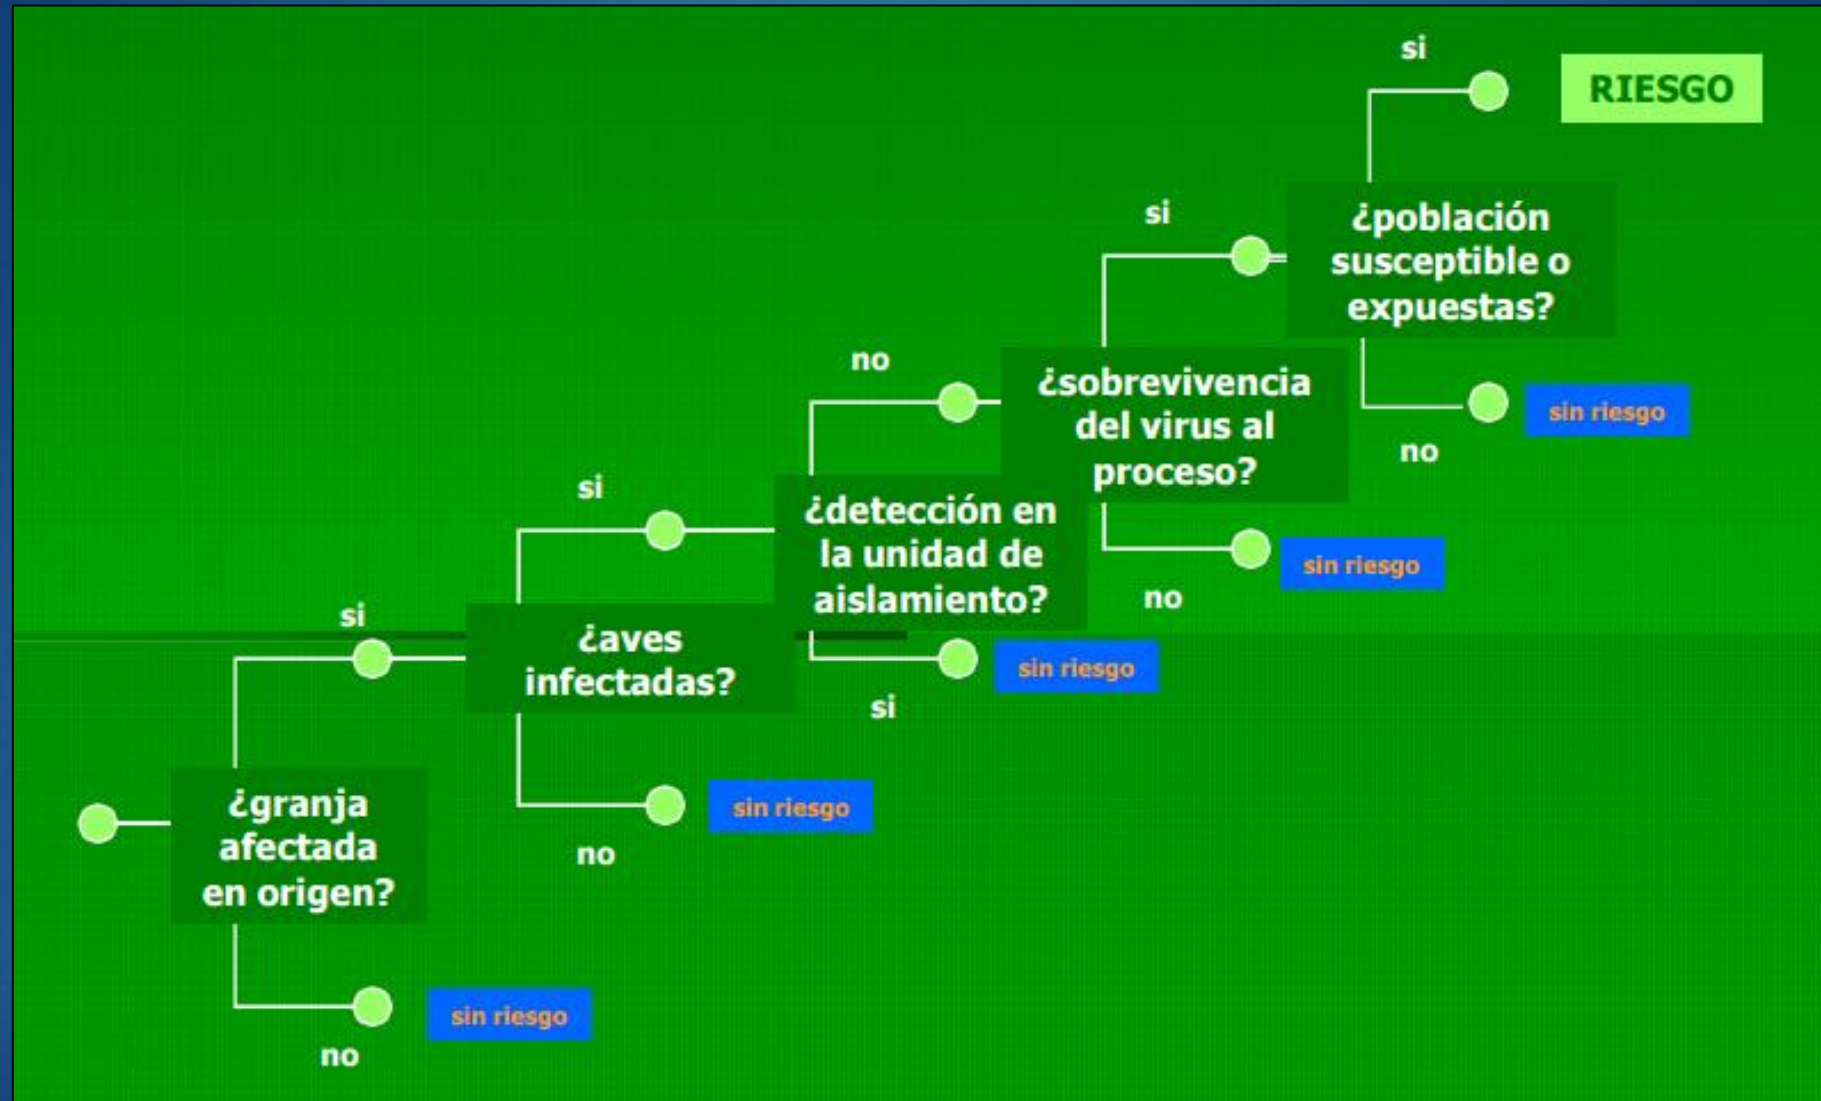 si
RIESGO
si
¿población
susceptible o
expuestas?
no
¿sobrevivencia
del virus al
proceso?
sin riesgo
no
si
¿detección en
la unidad de
aislamiento?
sin riesgo
no
si
¿aves
infectadas?
sin riesgo
si
¿granja
afectada
en origen?
sin riesgo
no
sin riesgo
no